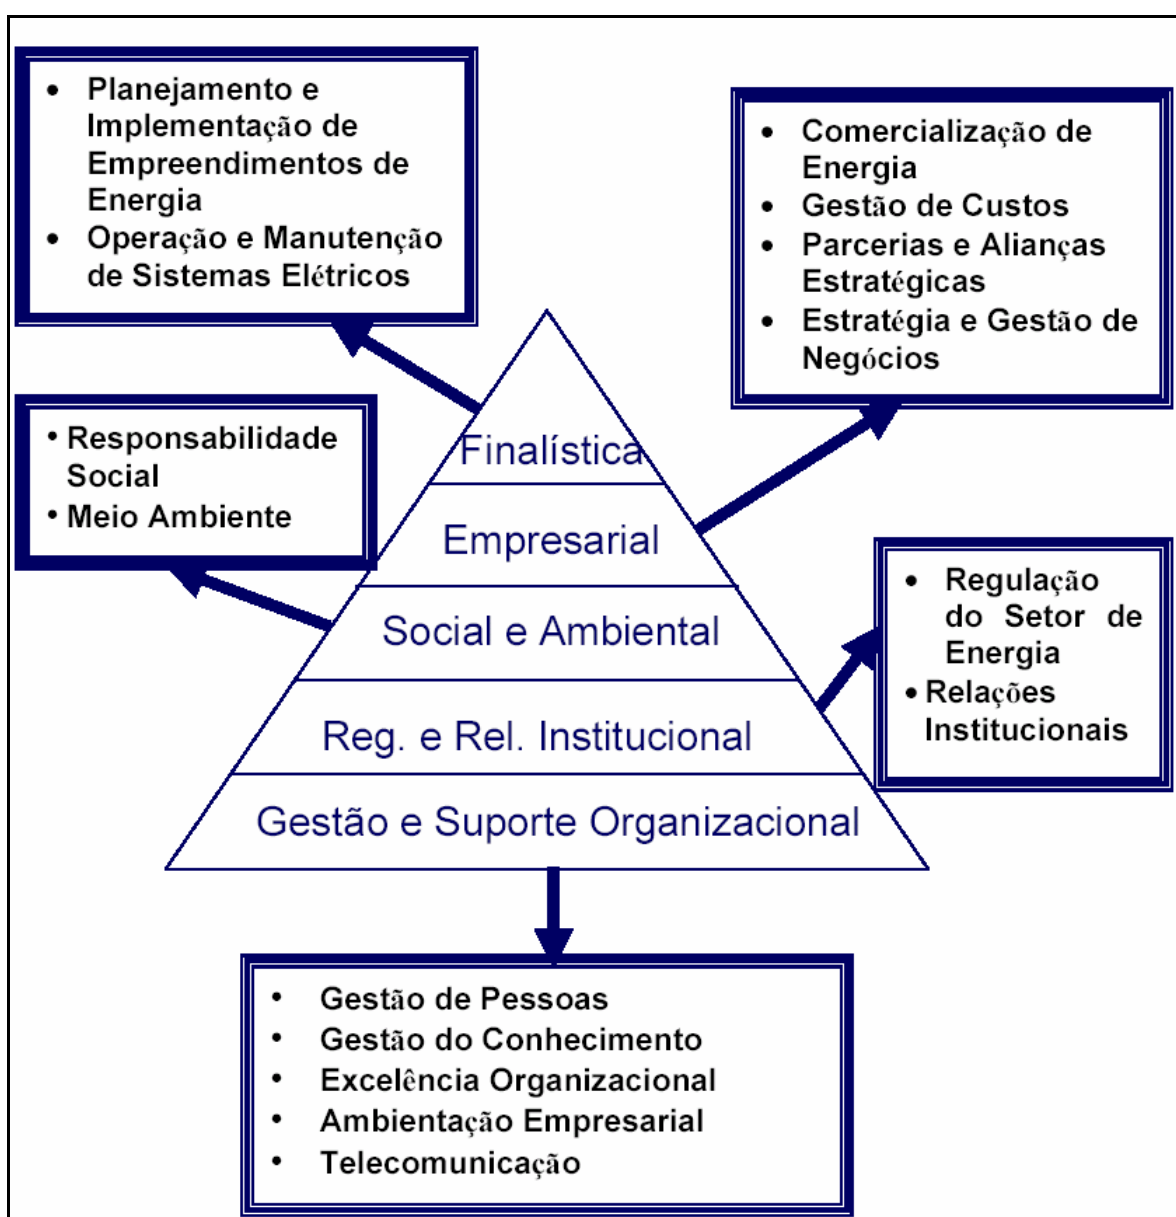 • Planejamento e
Implementação de
Empreendimentos de
Energia
• Operação e Manutenção
de Sistemas Elétricos
• Comercialização de
Energia
• Gestão de Custos
• Parcerias e Alianças
Estratégicas
• Estratégia e Gestão de
Negócios
• Responsabilidade
Social
• Meio Ambiente
Finalística
Empresarial
Social e Ambiental
Reg. e Rel. Institucional
Gestão e Suporte Organizacional
• Regulação
do Setor de
Energia
• Relações
Institucionais
• Gestão de Pessoas
• Gestão do Conhecimento
• Excelência Organizacional
• Ambientação Empresarial
• Telecomunicação